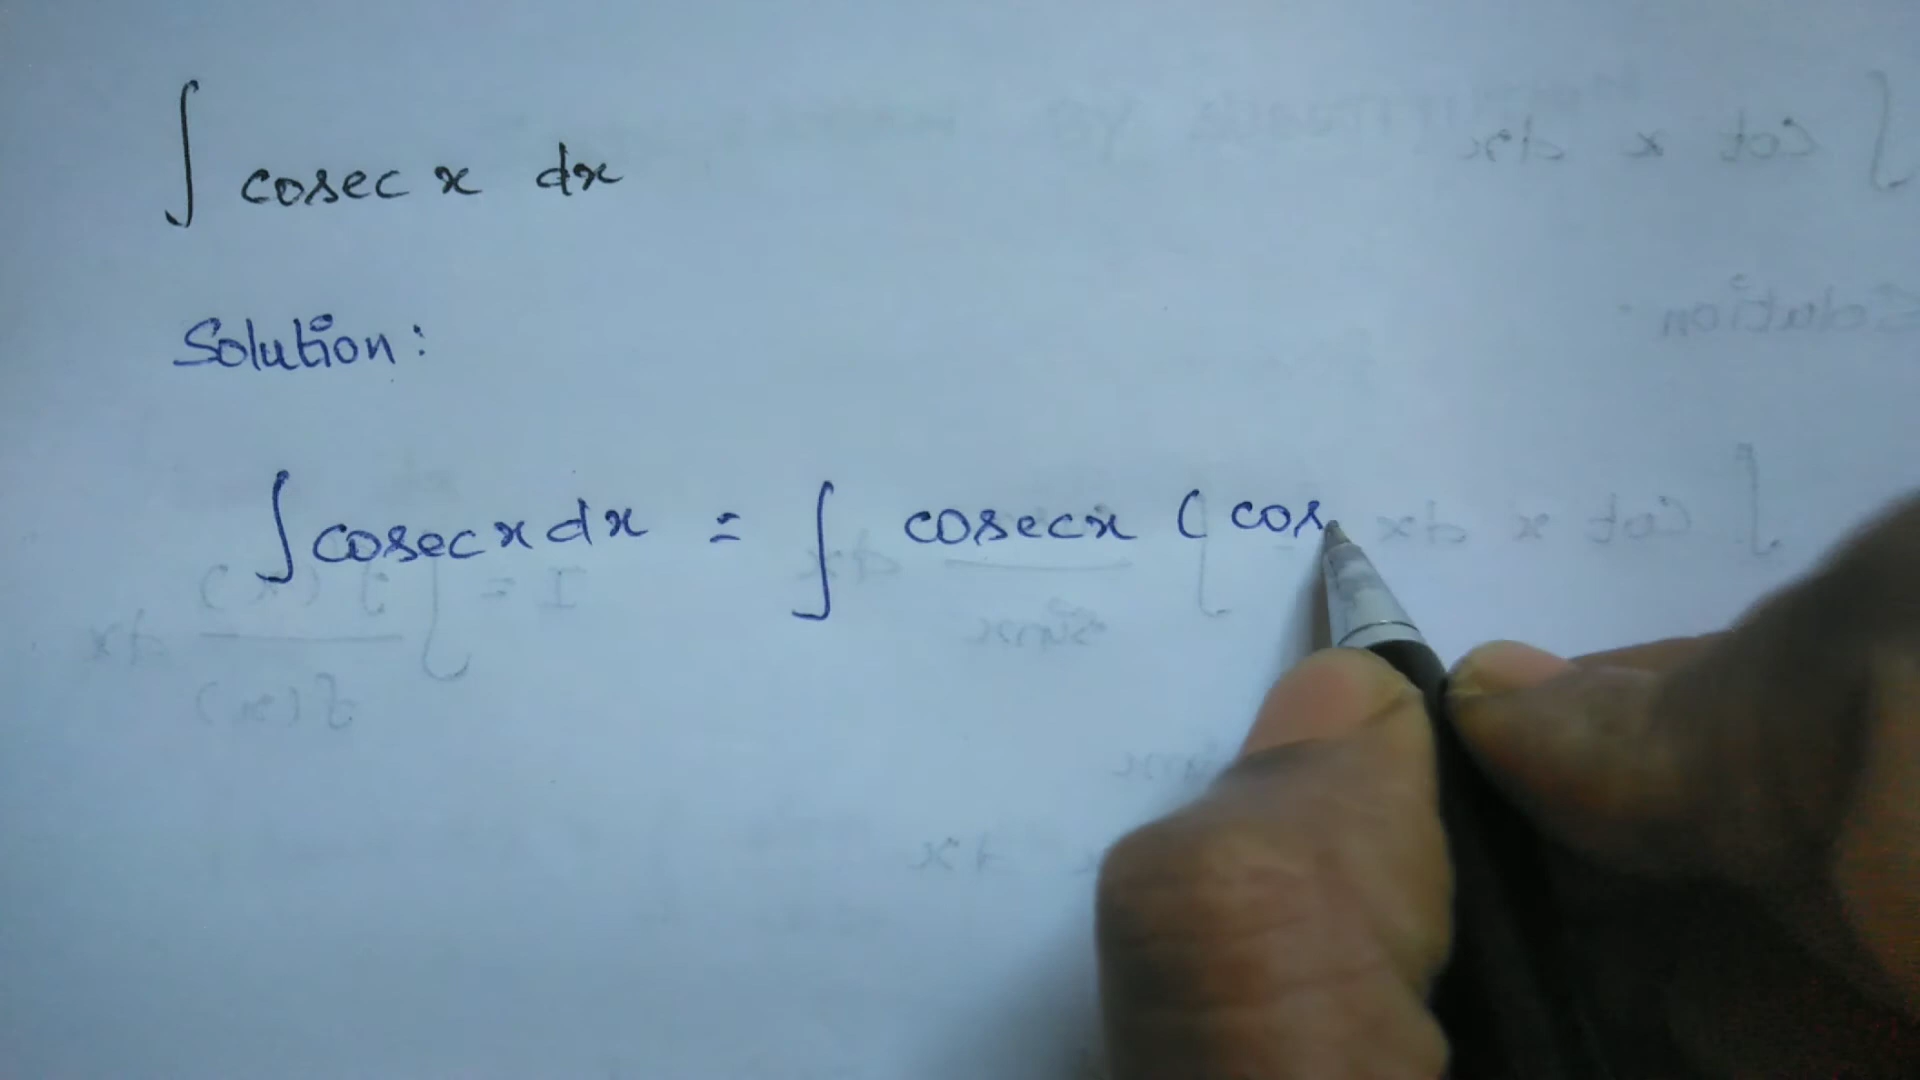 ∫ cosec x dx
Solution:
∫ cosec x dx = ∫ cosec x ( cos